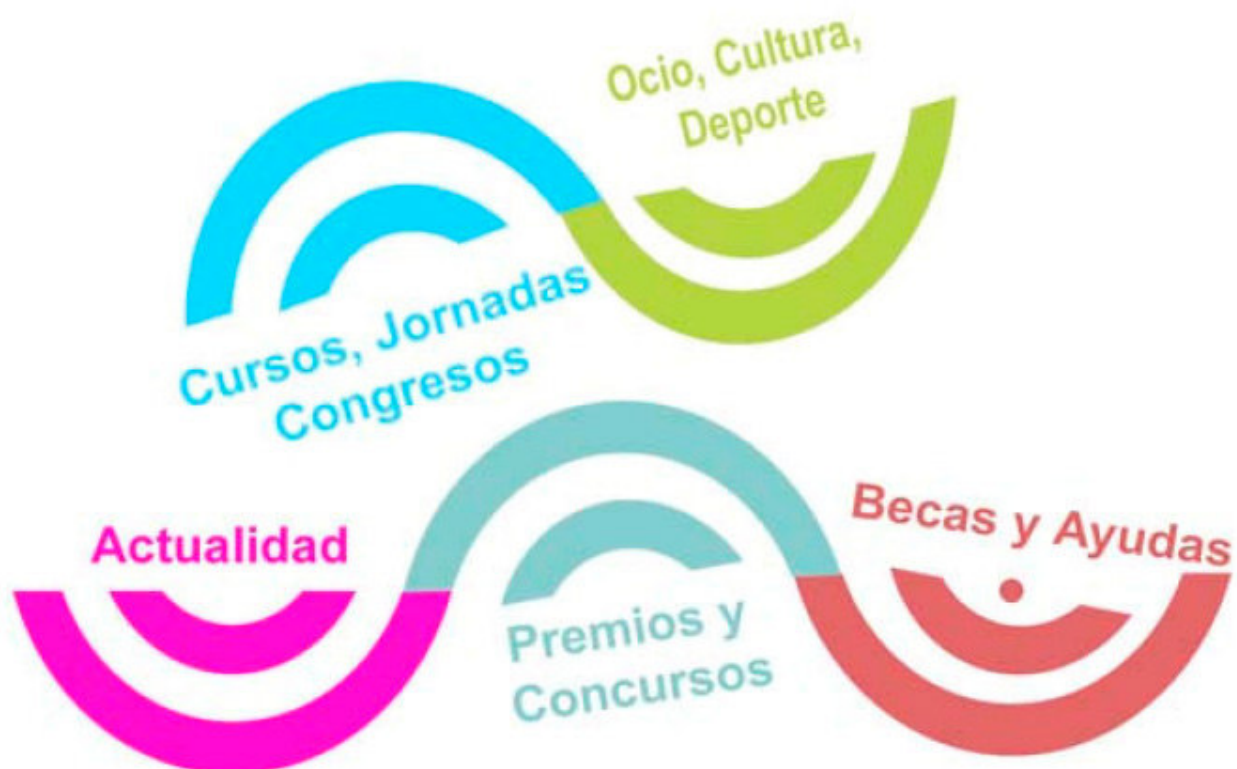 Ocio, Cultura,
Deporte
Cursos, Jornadas
Congresos
Actualidad
Premios y
Concursos
Becas y Ayudas